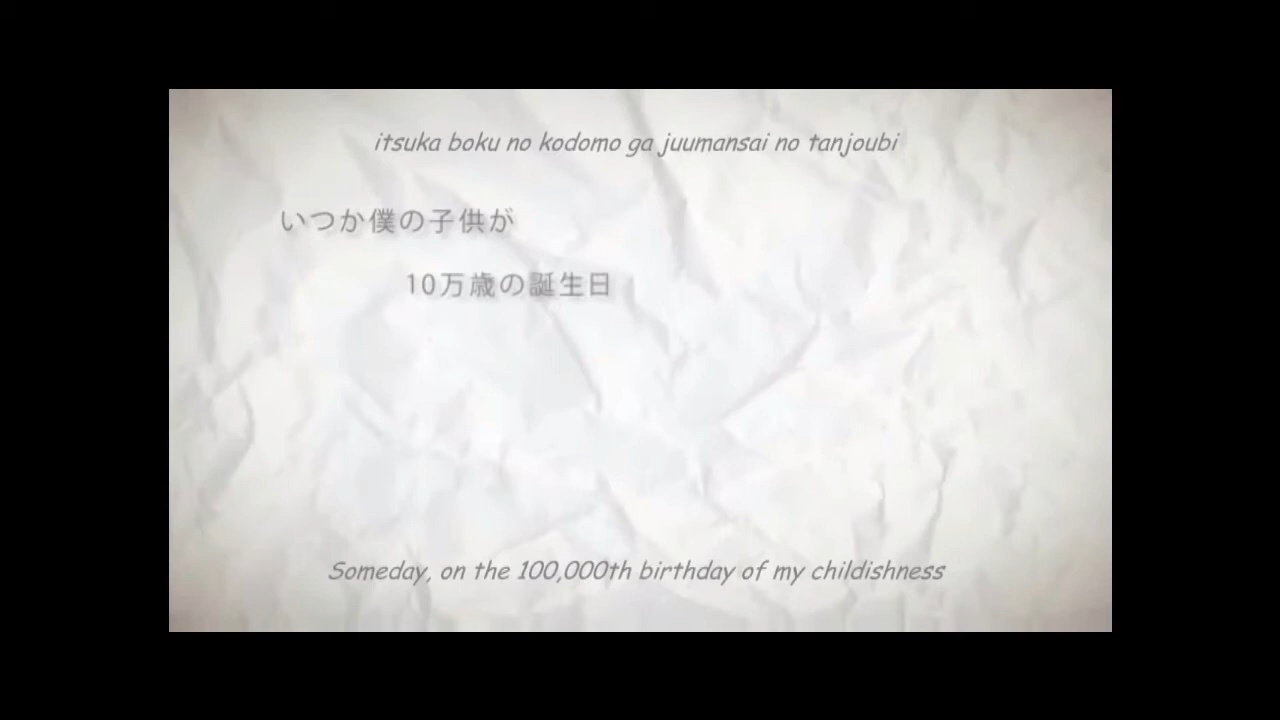 itsuka boku no kodomo ga juumansai no tanjoubi
いつか僕の子供が
10万歳の誕生日
Someday, on the 100,000th birthday of my childishness